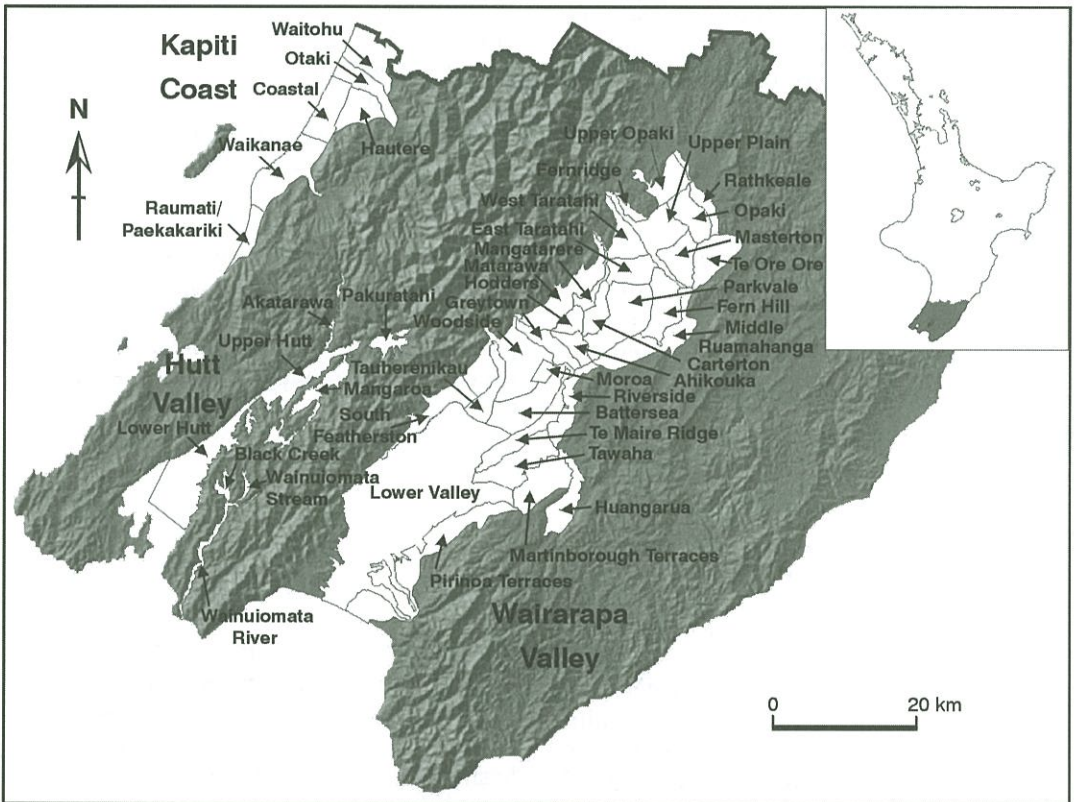 Kapiti
Coast
Waitohu
Otaki
Coastal
Hautere
Waikanae
Raumati/
Paekakariki
N
Upper Opaki
Upper Plain
Fernridge
Rathkeale
West Taratahi
Opaki
East Taratahi
Masterton
Mangatarere
Te Ore Ore
Matarawa
Hodders
Parkvale
Greytown
Fern Hill
Woodside
Middle
Ruamahanga
Carterton
Ahikouka
Moroa
Riverside
Battersea
Te Maire Ridge
Tawaha
Huangarua
Martinborough Terraces
Pirinoa Terraces
Lower Valley
Tauherenikau
South
Featherston
Akatarawa
Pakuratahi
Upper Hutt
Hutt
Valley
Mangaroa
Lower Hutt
Black Creek
Wainuiomata
Stream
Wainuiomata
River
Wairarapa
Valley
0 20 km